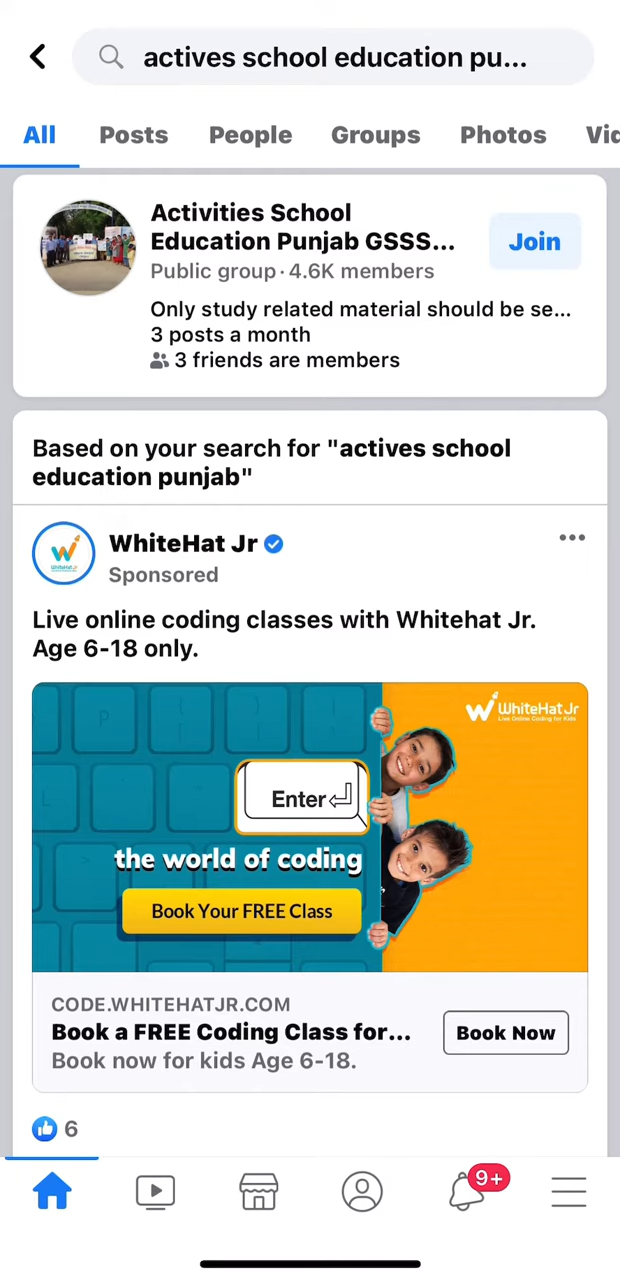 actives school education pu...
All Posts People Groups Photos Vid
Activities School
Education Punjab GSSS...
Join
Public group · 4.6K members
Only study related material should be se...
3 posts a month
3 friends are members
Based on your search for "actives school
education punjab"
WhiteHat Jr
Sponsored
Live online coding classes with Whitehat Jr.
Age 6-18 only.
WhiteHat Jr
Live Online Coding for Kids
P
L
Enter
the world of coding
Book Your FREE Class
CODE.WHITEHATJR.COM
Book a FREE Coding Class for...
Book now for kids Age 6-18.
Book Now
6
9+